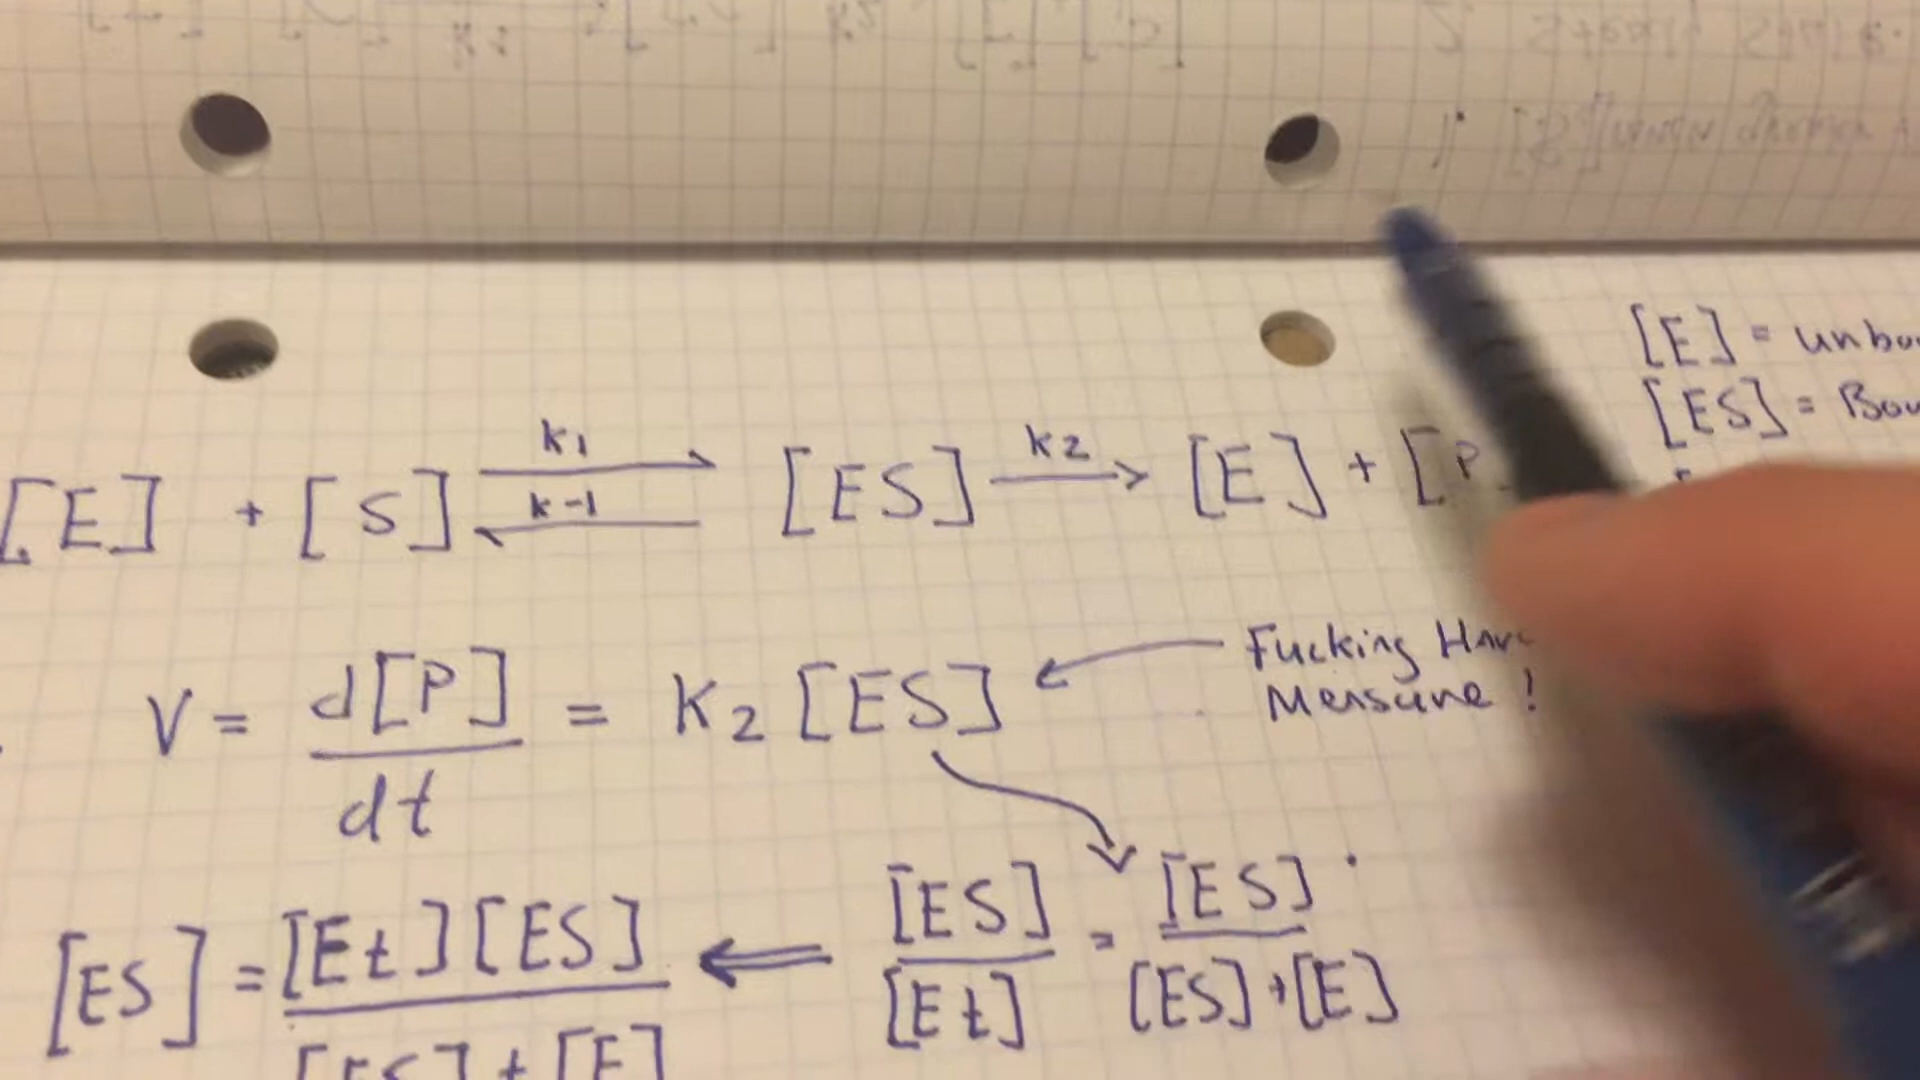 [E] = unbo
[ES] = Bou
k1
k-1
k2
[E] + [S] [ES] [E] + [P]
V = d[P] / dt = K2 [ES]
Fucking Har
Measure !
[ES] / [Et] = [ES] / [ES]+[E]
[ES] = [Et][ES] / [ES] + [E]